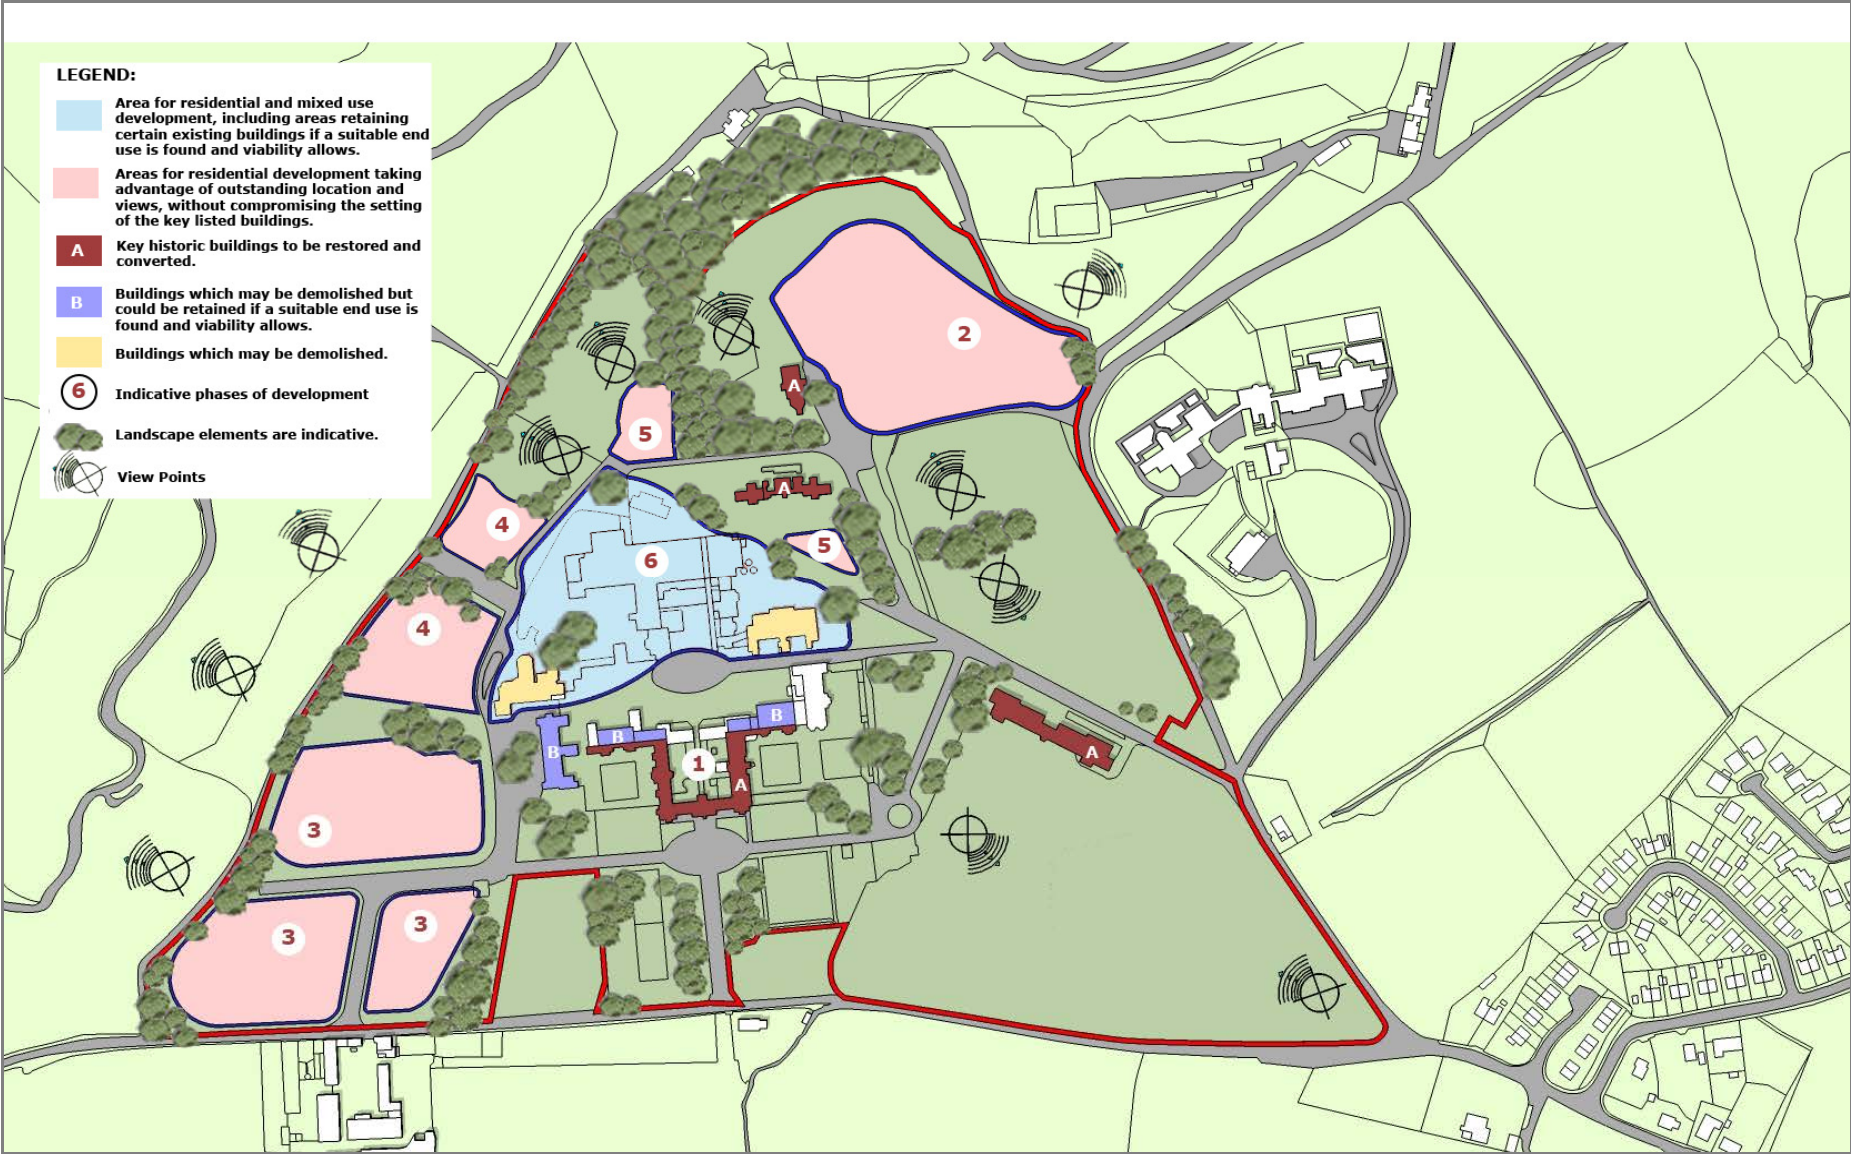 LEGEND:
Area for residential and mixed use
development, including areas retaining
certain existing buildings if a suitable end
use is found and viability allows.
Areas for residential development taking
advantage of outstanding location and
views, without compromising the setting
of the key listed buildings.
A
Key historic buildings to be restored and
converted.
B
Buildings which may be demolished but
could be retained if a suitable end use is
found and viability allows.
Buildings which may be demolished.
6
Indicative phases of development
Landscape elements are indicative.
View Points
2
A
5
A
4
5
6
4
B
B
B
A
1
A
3
3
3